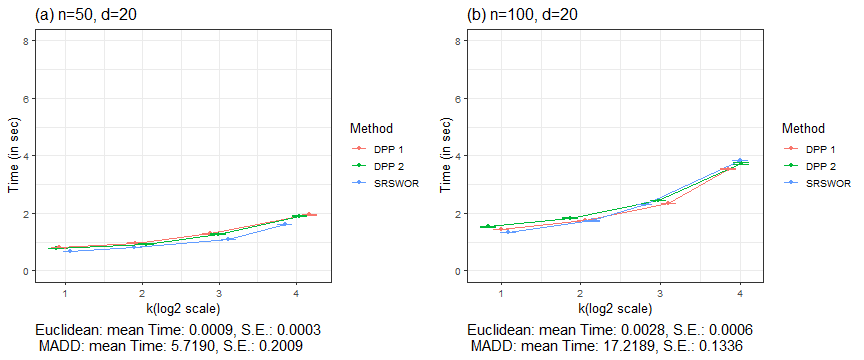 (a) n=50, d=20
8
6
4
2
0
Time (in sec)
1 2 3 4
k(log2 scale)
Method
DPP 1
DPP 2
SRSWOR
Euclidean: mean Time: 0.0009, S.E.: 0.0003
MADD: mean Time: 5.7190, S.E.: 0.2009
(b) n=100, d=20
8
6
4
2
0
Time (in sec)
1 2 3 4
k(log2 scale)
Method
DPP 1
DPP 2
SRSWOR
Euclidean: mean Time: 0.0028, S.E.: 0.0006
MADD: mean Time: 17.2189, S.E.: 0.1336